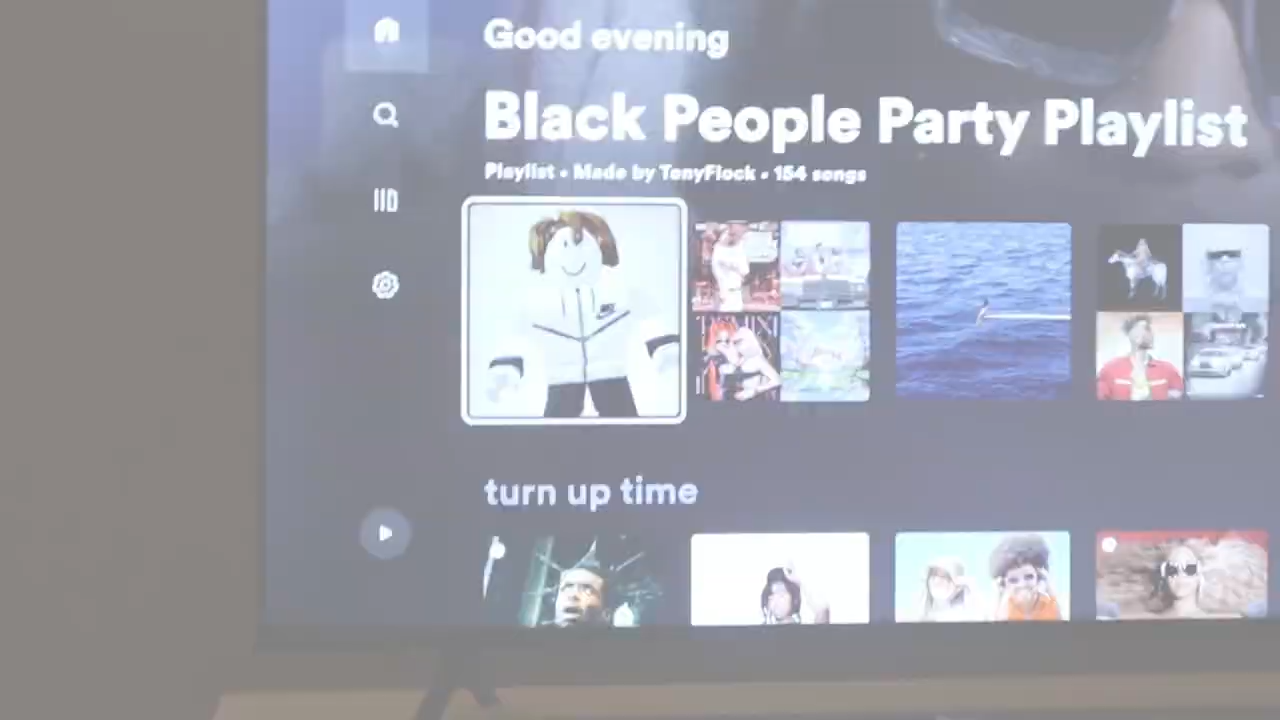 Good evening
Black People Party Playlist
Playlist • Made by TonyFlock • 154 songs
turn up time